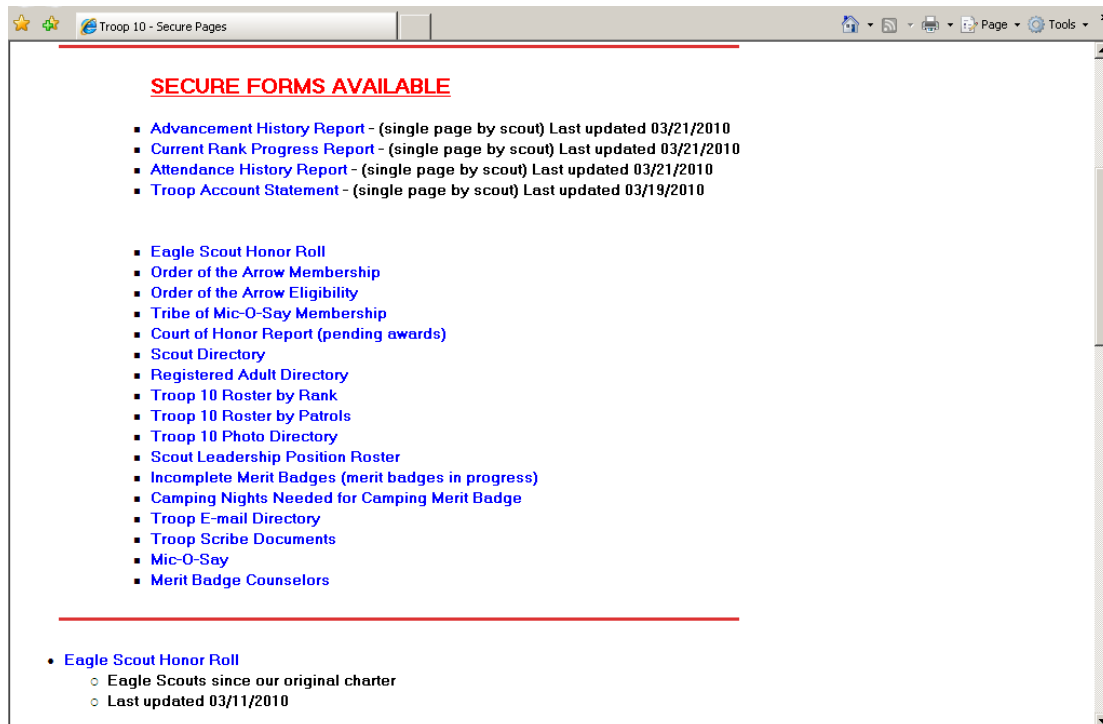 Troop 10 - Secure Pages
Page
Tools
SECURE FORMS AVAILABLE
Advancement History Report - (single page by scout) Last updated 03/21/2010
Current Rank Progress Report - (single page by scout) Last updated 03/21/2010
Attendance History Report - (single page by scout) Last updated 03/21/2010
Troop Account Statement - (single page by scout) Last updated 03/19/2010
Eagle Scout Honor Roll
Order of the Arrow Membership
Order of the Arrow Eligibility
Tribe of Mic-O-Say Membership
Court of Honor Report (pending awards)
Scout Directory
Registered Adult Directory
Troop 10 Roster by Rank
Troop 10 Roster by Patrols
Troop 10 Photo Directory
Scout Leadership Position Roster
Incomplete Merit Badges (merit badges in progress)
Camping Nights Needed for Camping Merit Badge
Troop E-mail Directory
Troop Scribe Documents
Mic-O-Say
Merit Badge Counselors
Eagle Scout Honor Roll
Eagle Scouts since our original charter
Last updated 03/11/2010